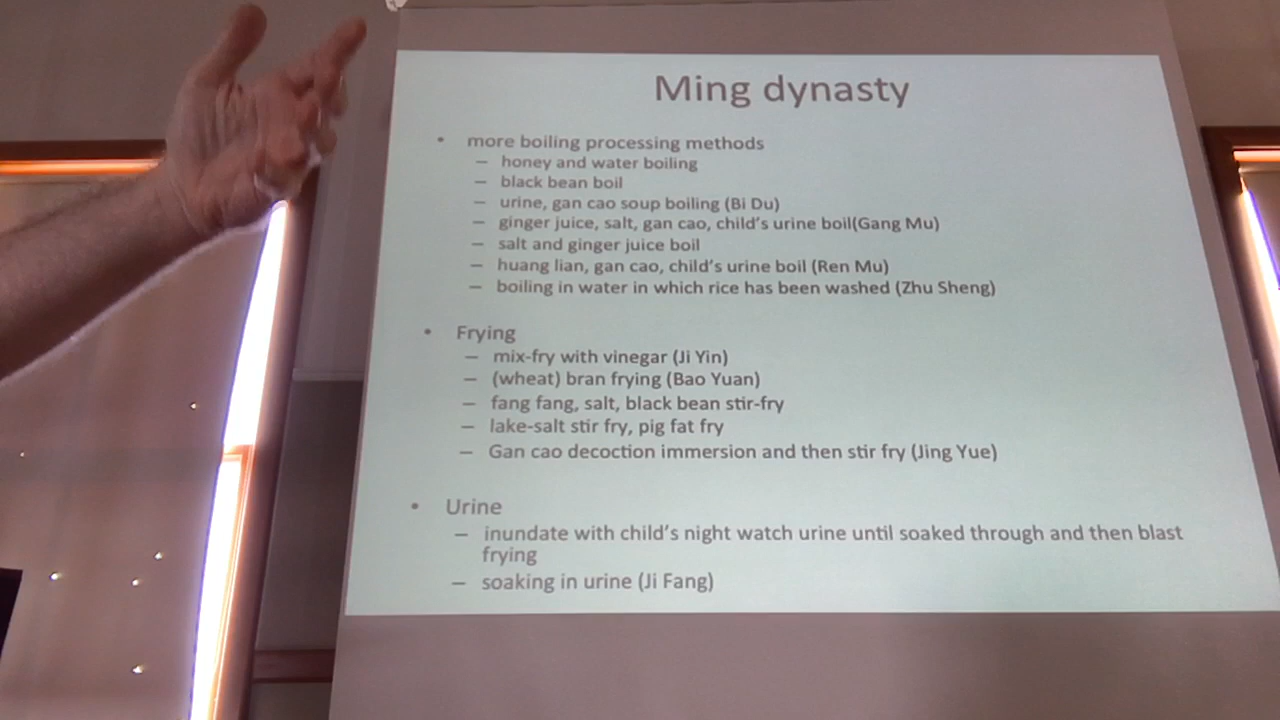 Ming dynasty
• more boiling processing methods
– honey and water boiling
– black bean boil
– urine, gan cao soup boiling (Bi Du)
– ginger juice, salt, gan cao, child's urine boil(Gang Mu)
– salt and ginger juice boil
– huang lian, gan cao, child's urine boil (Ren Mu)
– boiling in water in which rice has been washed (Zhu Sheng)
• Frying
– mix-fry with vinegar (Ji Yin)
– (wheat) bran frying (Bao Yuan)
– fang fang, salt, black bean stir-fry
– lake-salt stir fry, pig fat fry
– Gan cao decoction immersion and then stir fry (Jing Yue)
• Urine
– inundate with child's night watch urine until soaked through and then blast
frying
– soaking in urine (Ji Fang)